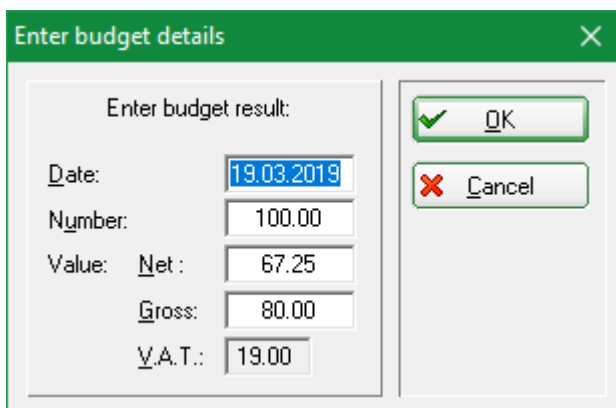 Enter budget details
Enter budget result:
Date: 19.03.2019
Number: 100.00
Value: Net : 67.25
Gross: 80.00
V.A.T.: 19.00
OK
Cancel